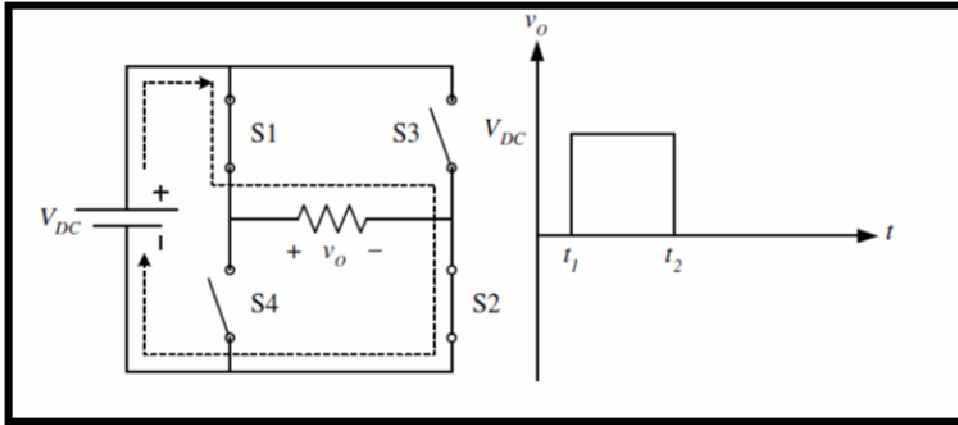 S1
S3
V_DC
+
−
+ v_o −
S4
S2
v_o
V_DC
t
t_1
t_2